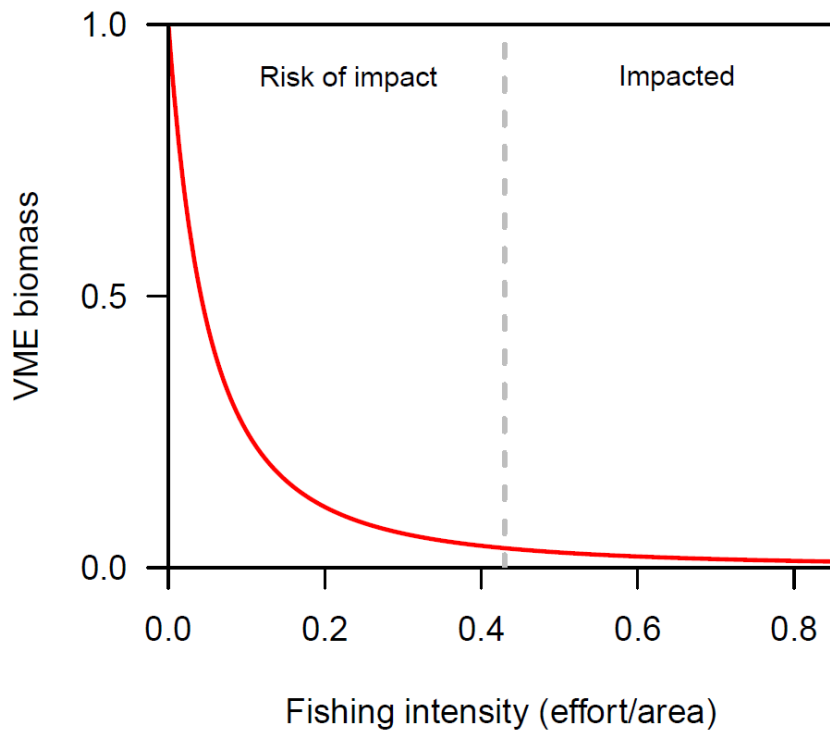 1.0
Risk of impact
Impacted
VME biomass
0.5
0.0
0.0 0.2 0.4 0.6 0.8
Fishing intensity (effort/area)